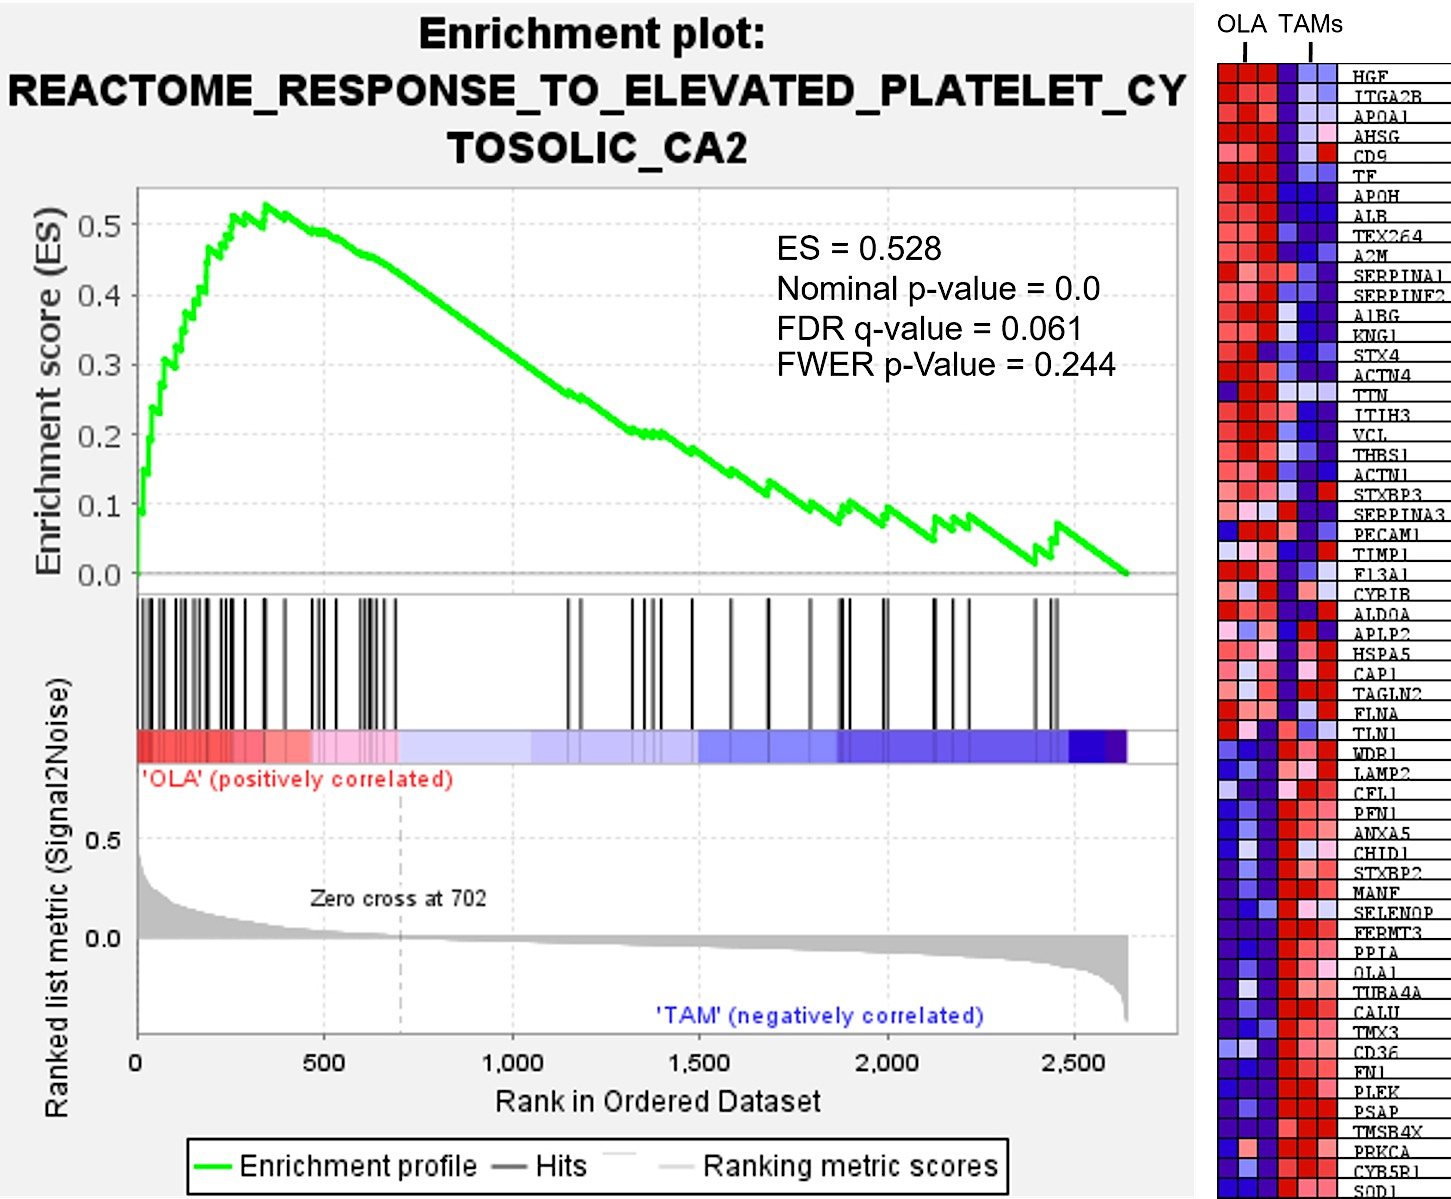 Enrichment plot:
REACTOME_RESPONSE_TO_ELEVATED_PLATELET_CY
TOSOLIC_CA2
Enrichment score (ES)
0.5
0.4
0.3
0.2
0.1
0.0
ES = 0.528
Nominal p-value = 0.0
FDR q-value = 0.061
FWER p-Value = 0.244
'OLA' (positively correlated)
Ranked list metric (Signal2Noise)
0.5
0.0
Zero cross at 702
'TAM' (negatively correlated)
0 500 1,000 1,500 2,000 2,500
Rank in Ordered Dataset
Enrichment profile Hits Ranking metric scores
OLA TAMs
HGF
ITGA2B
APOA1
AHSG
CD9
TF
APOH
ALB
TEX264
A2M
SERPINA1
SERPINF2
A1BG
KNG1
STX4
ACTN4
TTN
ITIH3
VCL
THBS1
ACTN1
STXBP3
SERPINA3
PECAM1
TIMP1
F13A1
CYRIB
ALDOA
APLP2
HSPA5
CAP1
TAGLN2
FLNA
TLN1
WDR1
LAMP2
CFL1
PFN1
ANXA5
CHID1
STXBP2
MANF
SELENOP
FERMT3
PPIA
OLA1
TUBA4A
CALU
TMX3
CD36
FN1
PLEK
PSAP
TMSB4X
PRKCA
CYB5R1
SOD1